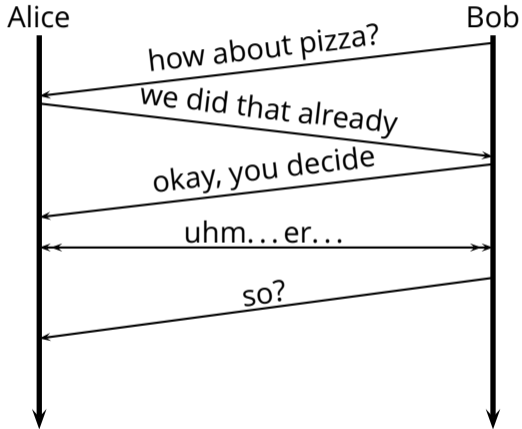 Alice Bob
how about pizza?
we did that already
okay, you decide
uhm...er...
so?